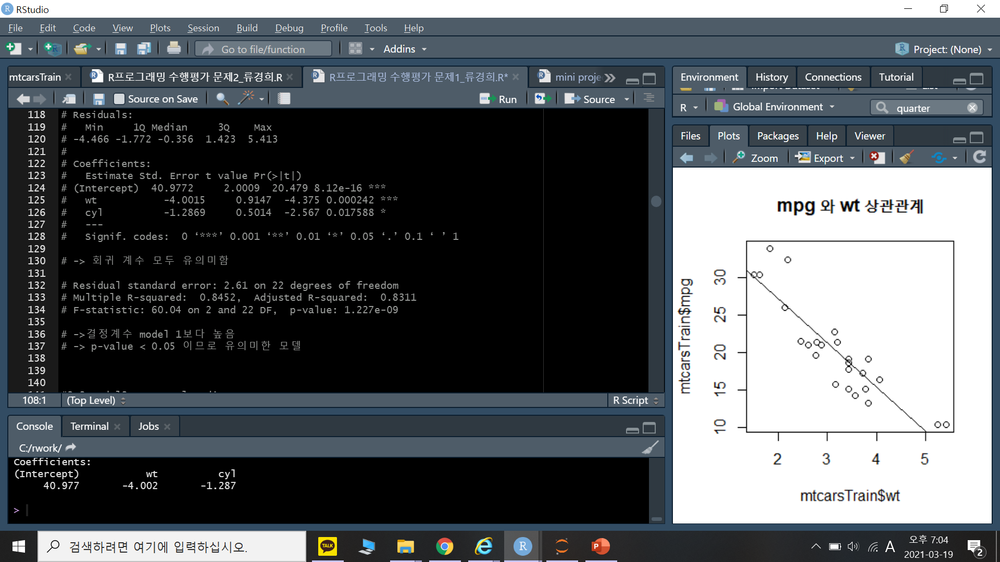 RStudio
File Edit Code View Plots Session Build Debug Profile Tools Help
Go to file/function
Addins
Project: (None)
mtcarsTrain
R프로그래밍 수행평가 문제2_류경희.R
R프로그래밍 수행평가 문제1_류경희.R*
mini proje
Source on Save
Run
Source
118 # Residuals:
119 #   Min     1Q Median     3Q    Max
120 # -4.466 -1.772 -0.356  1.423  5.413
121 #
122 # Coefficients:
123 #   Estimate Std. Error t value Pr(>|t|)
124 # (Intercept)  40.9772     2.0009  20.479 8.12e-16 ***
125 #   wt           -4.0015     0.9147  -4.375 0.000242 ***
126 #   cyl          -1.2869     0.5014  -2.567 0.017588 *
127 #   ---
128 #   Signif. codes:  0 ‘***’ 0.001 ‘**’ 0.01 ‘*’ 0.05 ‘.’ 0.1 ‘ ’ 1
129
130 # -> 회귀 계수 모두 유의미함
131
132 # Residual standard error: 2.61 on 22 degrees of freedom
133 # Multiple R-squared:  0.8452,  Adjusted R-squared:  0.8311
134 # F-statistic: 60.04 on 2 and 22 DF,  p-value: 1.227e-09
135
136 # ->결정계수 model 1보다 높음
137 # -> p-value < 0.05 이므로 유의미한 모델
138
139
140
108:1 (Top Level) R Script
Console Terminal Jobs
C:/rwork/
Coefficients:
(Intercept) wt cyl
40.977 -4.002 -1.287
>
Environment History Connections Tutorial
R Global Environment quarter
Files Plots Packages Help Viewer
Zoom Export
mpg 와 wt 상관관계
mtcarsTrain$mpg
30
25
20
15
10
2 3 4 5
mtcarsTrain$wt
검색하려면 여기에 입력하십시오.
TALK
R
P
A
오후 7:04
2021-03-19
2